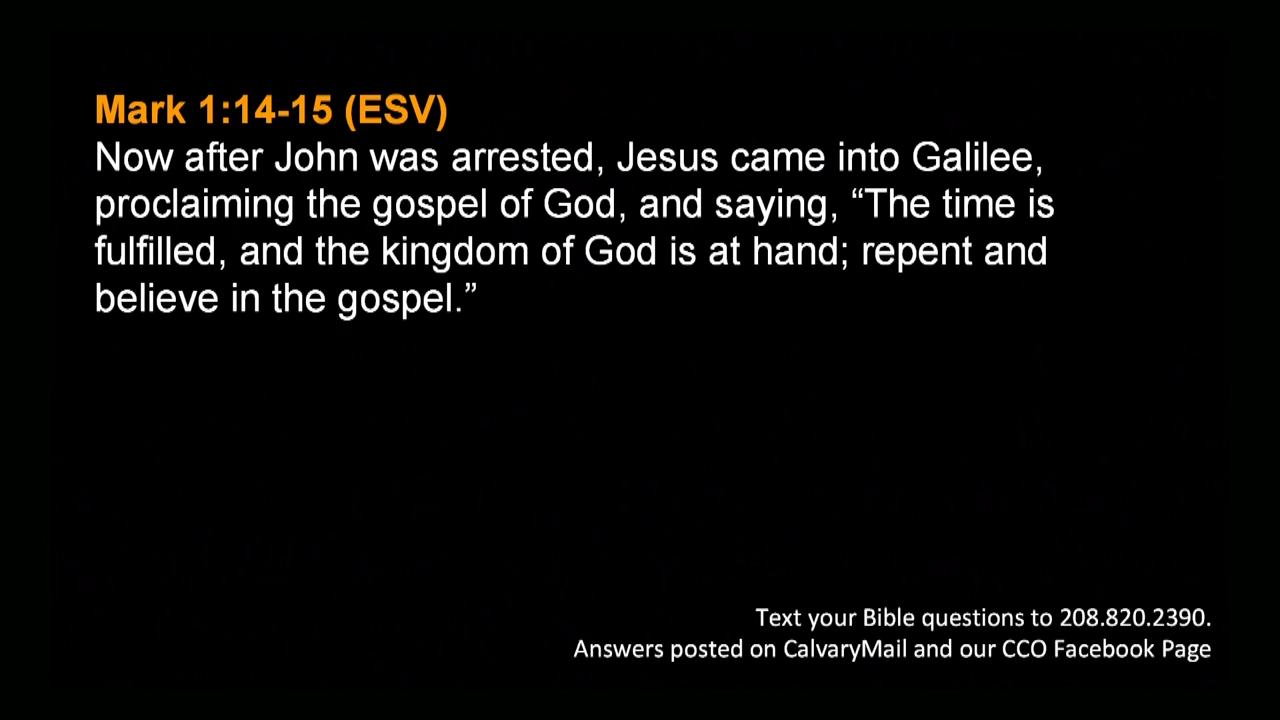 Mark 1:14-15 (ESV)
Now after John was arrested, Jesus came into Galilee,
proclaiming the gospel of God, and saying, “The time is
fulfilled, and the kingdom of God is at hand; repent and
believe in the gospel.”
Text your Bible questions to 208.820.2390.
Answers posted on CalvaryMail and our CCO Facebook Page